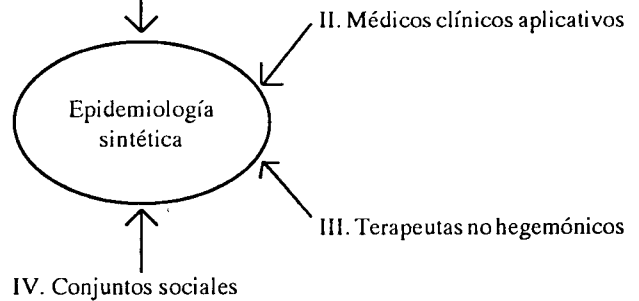 II. Médicos clínicos aplicativos
Epidemiología
sintética
III. Terapeutas no hegemónicos
IV. Conjuntos sociales